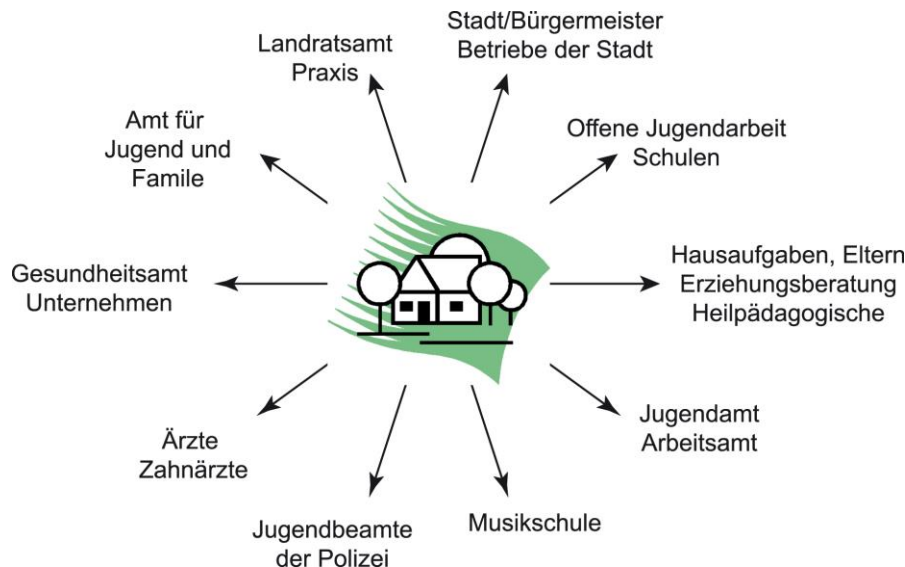 Landratsamt
Praxis
Stadt/Bürgermeister
Betriebe der Stadt
Amt für
Jugend und
Famile
Offene Jugendarbeit
Schulen
Gesundheitsamt
Unternehmen
Hausaufgaben, Eltern
Erziehungsberatung
Heilpädagogische
Ärzte
Zahnärzte
Jugendamt
Arbeitsamt
Jugendbeamte
der Polizei
Musikschule